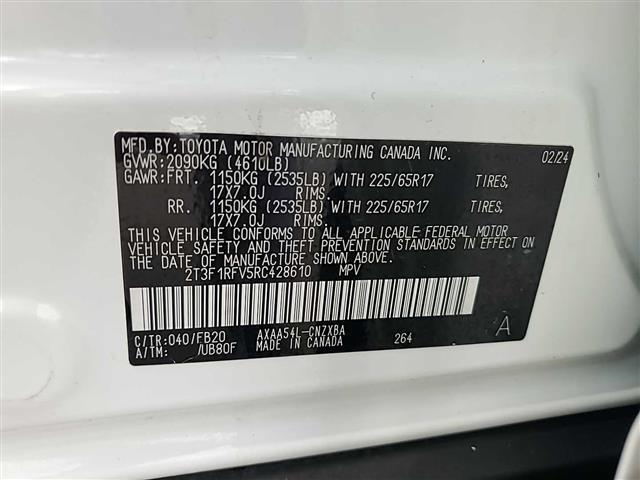 MFD.BY:TOYOTA MOTOR MANUFACTURING CANADA INC. 02/24
GVWR:2090KG (4610LB)
GAWR:FRT. 1150KG (2535LB) WITH 225/65R17 TIRES,
17X7.0J RIMS.
RR. 1150KG (2535LB) WITH 225/65R17 TIRES,
17X7.0J RIMS.
THIS VEHICLE CONFORMS TO ALL APPLICABLE FEDERAL MOTOR
VEHICLE SAFETY AND THEFT PREVENTION STANDARDS IN EFFECT ON
THE DATE OF MANUFACTURE SHOWN ABOVE.
2T3F1RFV5RC428610 MPV
C/TR:040/FB20 AXAA54L-CNZXBA 264 A
A/TM: /UB80F MADE IN CANADA